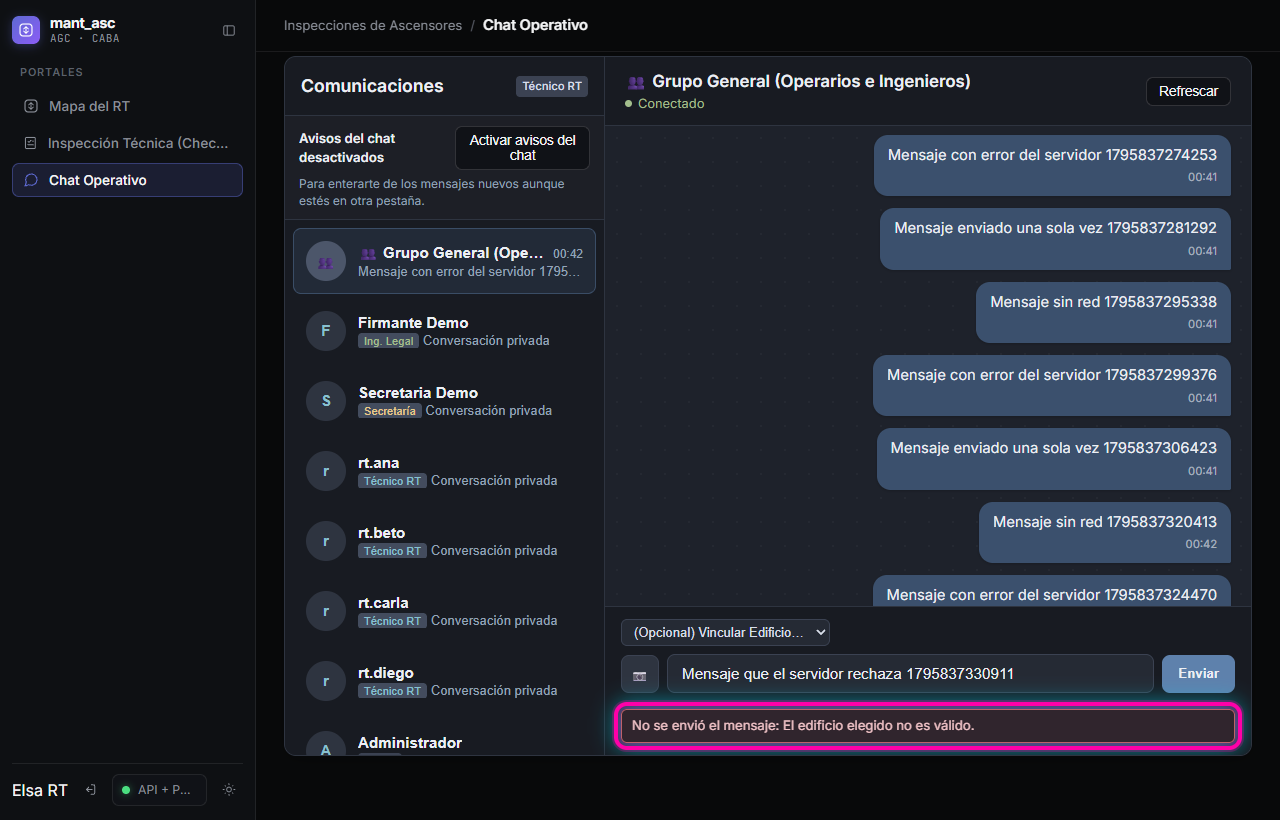 mant_asc
AGC · CABA
PORTALES
Mapa del RT
Inspección Técnica (Chec...
Chat Operativo
Elsa RT
API + P...
Inspecciones de Ascensores / Chat Operativo
Comunicaciones
Técnico RT
Avisos del chat
desactivados
Activar avisos del
chat
Para enterarte de los mensajes nuevos aunque
estés en otra pestaña.
Grupo General (Ope... 00:42
Mensaje con error del servidor 1795...
F
Firmante Demo
Ing. Legal Conversación privada
S
Secretaria Demo
Secretaría Conversación privada
r
rt.ana
Técnico RT Conversación privada
r
rt.beto
Técnico RT Conversación privada
r
rt.carla
Técnico RT Conversación privada
r
rt.diego
Técnico RT Conversación privada
A
Administrador
Grupo General (Operarios e Ingenieros)
Conectado
Refrescar
Mensaje con error del servidor 1795837274253
00:41
Mensaje enviado una sola vez 1795837281292
00:41
Mensaje sin red 1795837295338
00:41
Mensaje con error del servidor 1795837299376
00:41
Mensaje enviado una sola vez 1795837306423
00:41
Mensaje sin red 1795837320413
00:42
Mensaje con error del servidor 1795837324470
(Opcional) Vincular Edificio...
Mensaje que el servidor rechaza 1795837330911
Enviar
No se envió el mensaje: El edificio elegido no es válido.